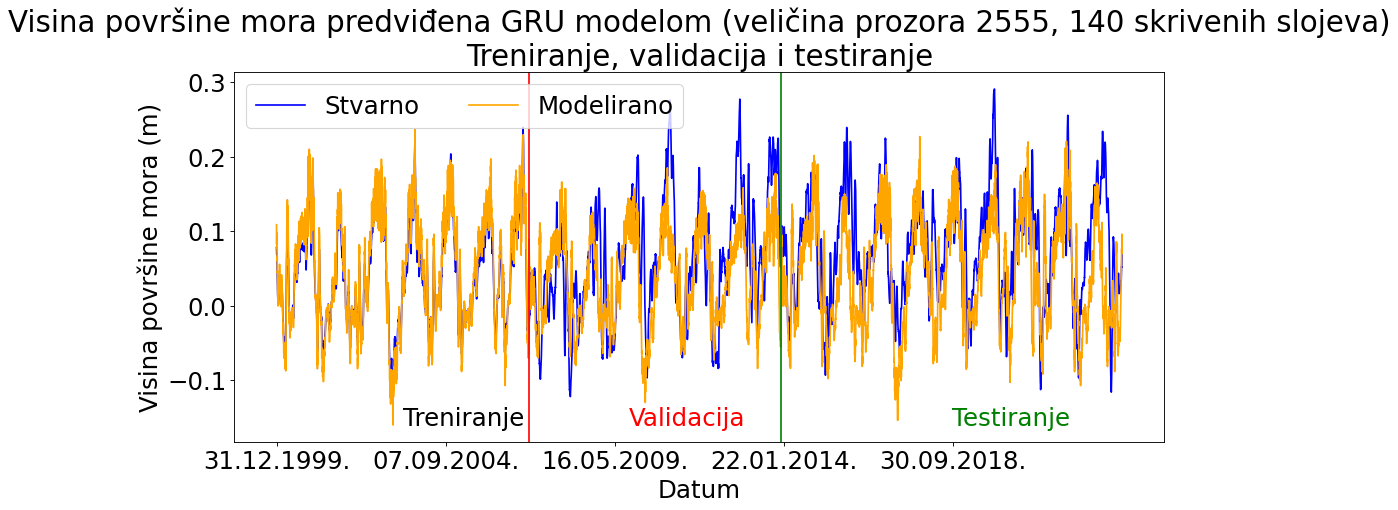 Visina površine mora predviđena GRU modelom (veličina prozora 2555, 140 skrivenih slojeva)
Treniranje, validacija i testiranje
Stvarno Modelirano
Visina površine mora (m)
0.3
0.2
0.1
0.0
−0.1
Treniranje Validacija Testiranje
31.12.1999. 07.09.2004. 16.05.2009. 22.01.2014. 30.09.2018.
Datum